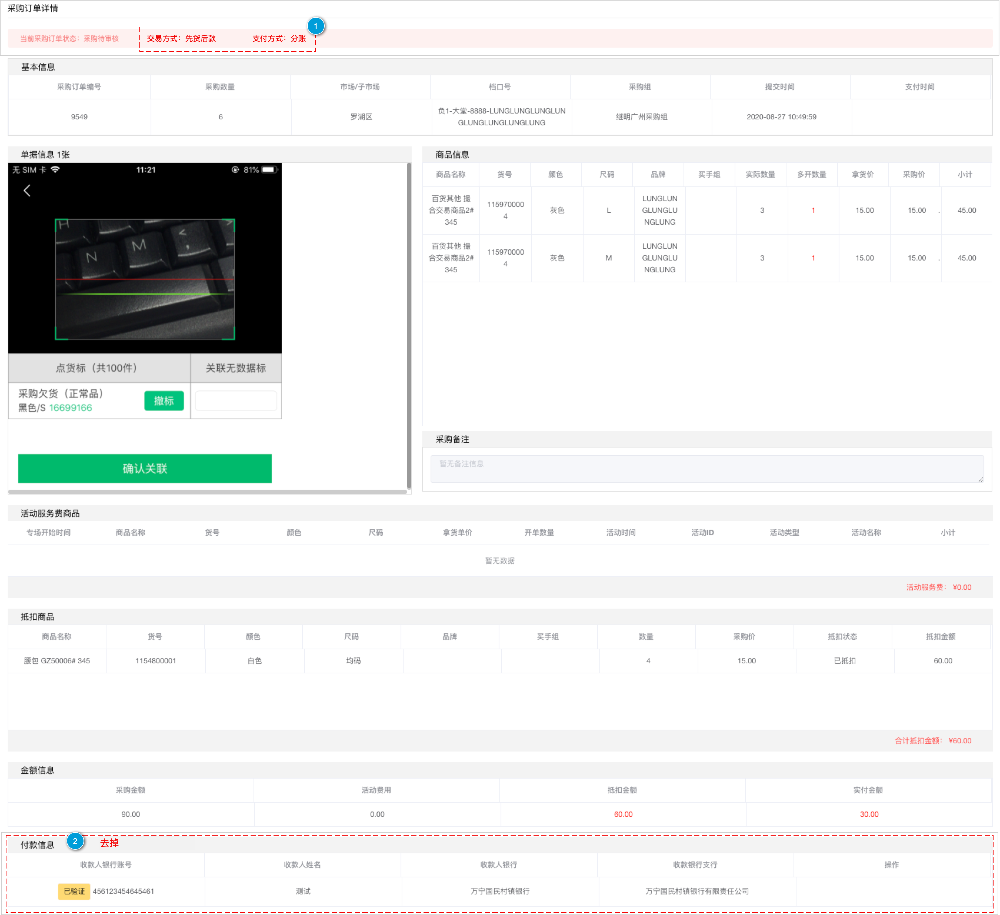 采购订单详情
1
当前采购订单状态：采购待审核 交易方式：先货后款 支付方式：分账
基本信息
采购订单编号 采购数量 市场/子市场 档口号 采购组 提交时间 支付时间
9549 6 罗湖区 负1-大堂-8888-LUNGLUNGLUNGLUN 继明广州采购组 2020-08-27 10:49:59
GLUNGLUNGLUNGLUNG
单据信息 1张
无 SIM 卡 11:21 81%
H
<
>
N M ,
点货标（共100件） 关联无数据标
采购欠货（正常品）
黑色/S 16699166
撤标
确认关联
商品信息
商品名称 货号 颜色 尺码 品牌 买手组 实际数量 多开数量 拿货价 采购价 小计
百货其他 撮 LUNGLUN
115970000
合交易商品2# 灰色 L GLUNGLU 3 1 15.00 15.00 . 45.00
4
345 NGLUNG
百货其他 撮 LUNGLUN
115970000
合交易商品2# 灰色 M GLUNGLU 3 1 15.00 15.00 . 45.00
4
345 NGLUNG
采购备注
暂无备注信息
活动服务费商品
专场开始时间 商品名称 货号 颜色 尺码 拿货单价 开单数量 活动时间 活动ID 活动类型 活动名称 小计
暂无数据
活动服务费： ¥0.00
抵扣商品
商品名称 货号 颜色 尺码 品牌 买手组 数量 采购价 抵扣状态 抵扣金额
腰包 GZ50006# 345 1154800001 白色 均码 4 15.00 已抵扣 60.00
合计抵扣金额： ¥60.00
金额信息
采购金额 活动费用 抵扣金额 实付金额
90.00 0.00 60.00 30.00
付款信息 2 去掉
收款人银行账号 收款人姓名 收款人银行 收款银行支行 操作
已验证 456123454645461 测试 万宁国民村镇银行 万宁国民村镇银行有限责任公司